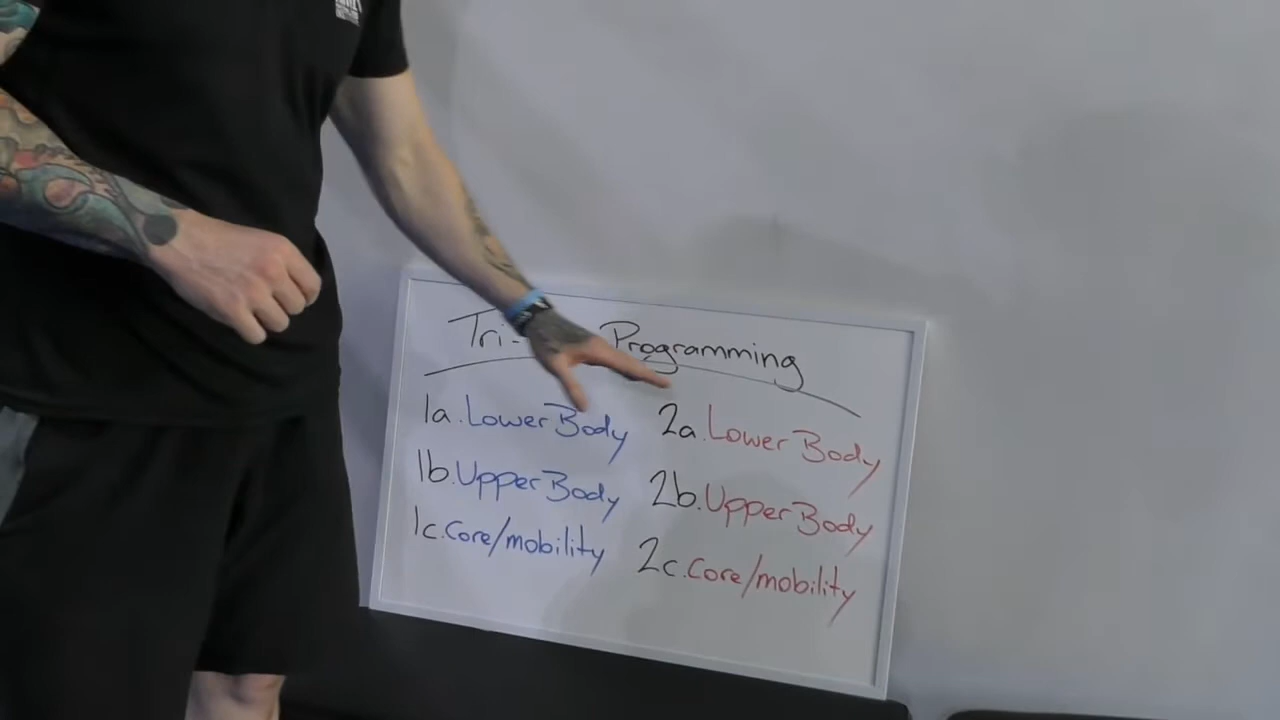 Tri- Programming
1a. Lower Body
1b. Upper Body
1c. Core/mobility
2a. Lower Body
2b. Upper Body
2c. Core/mobility